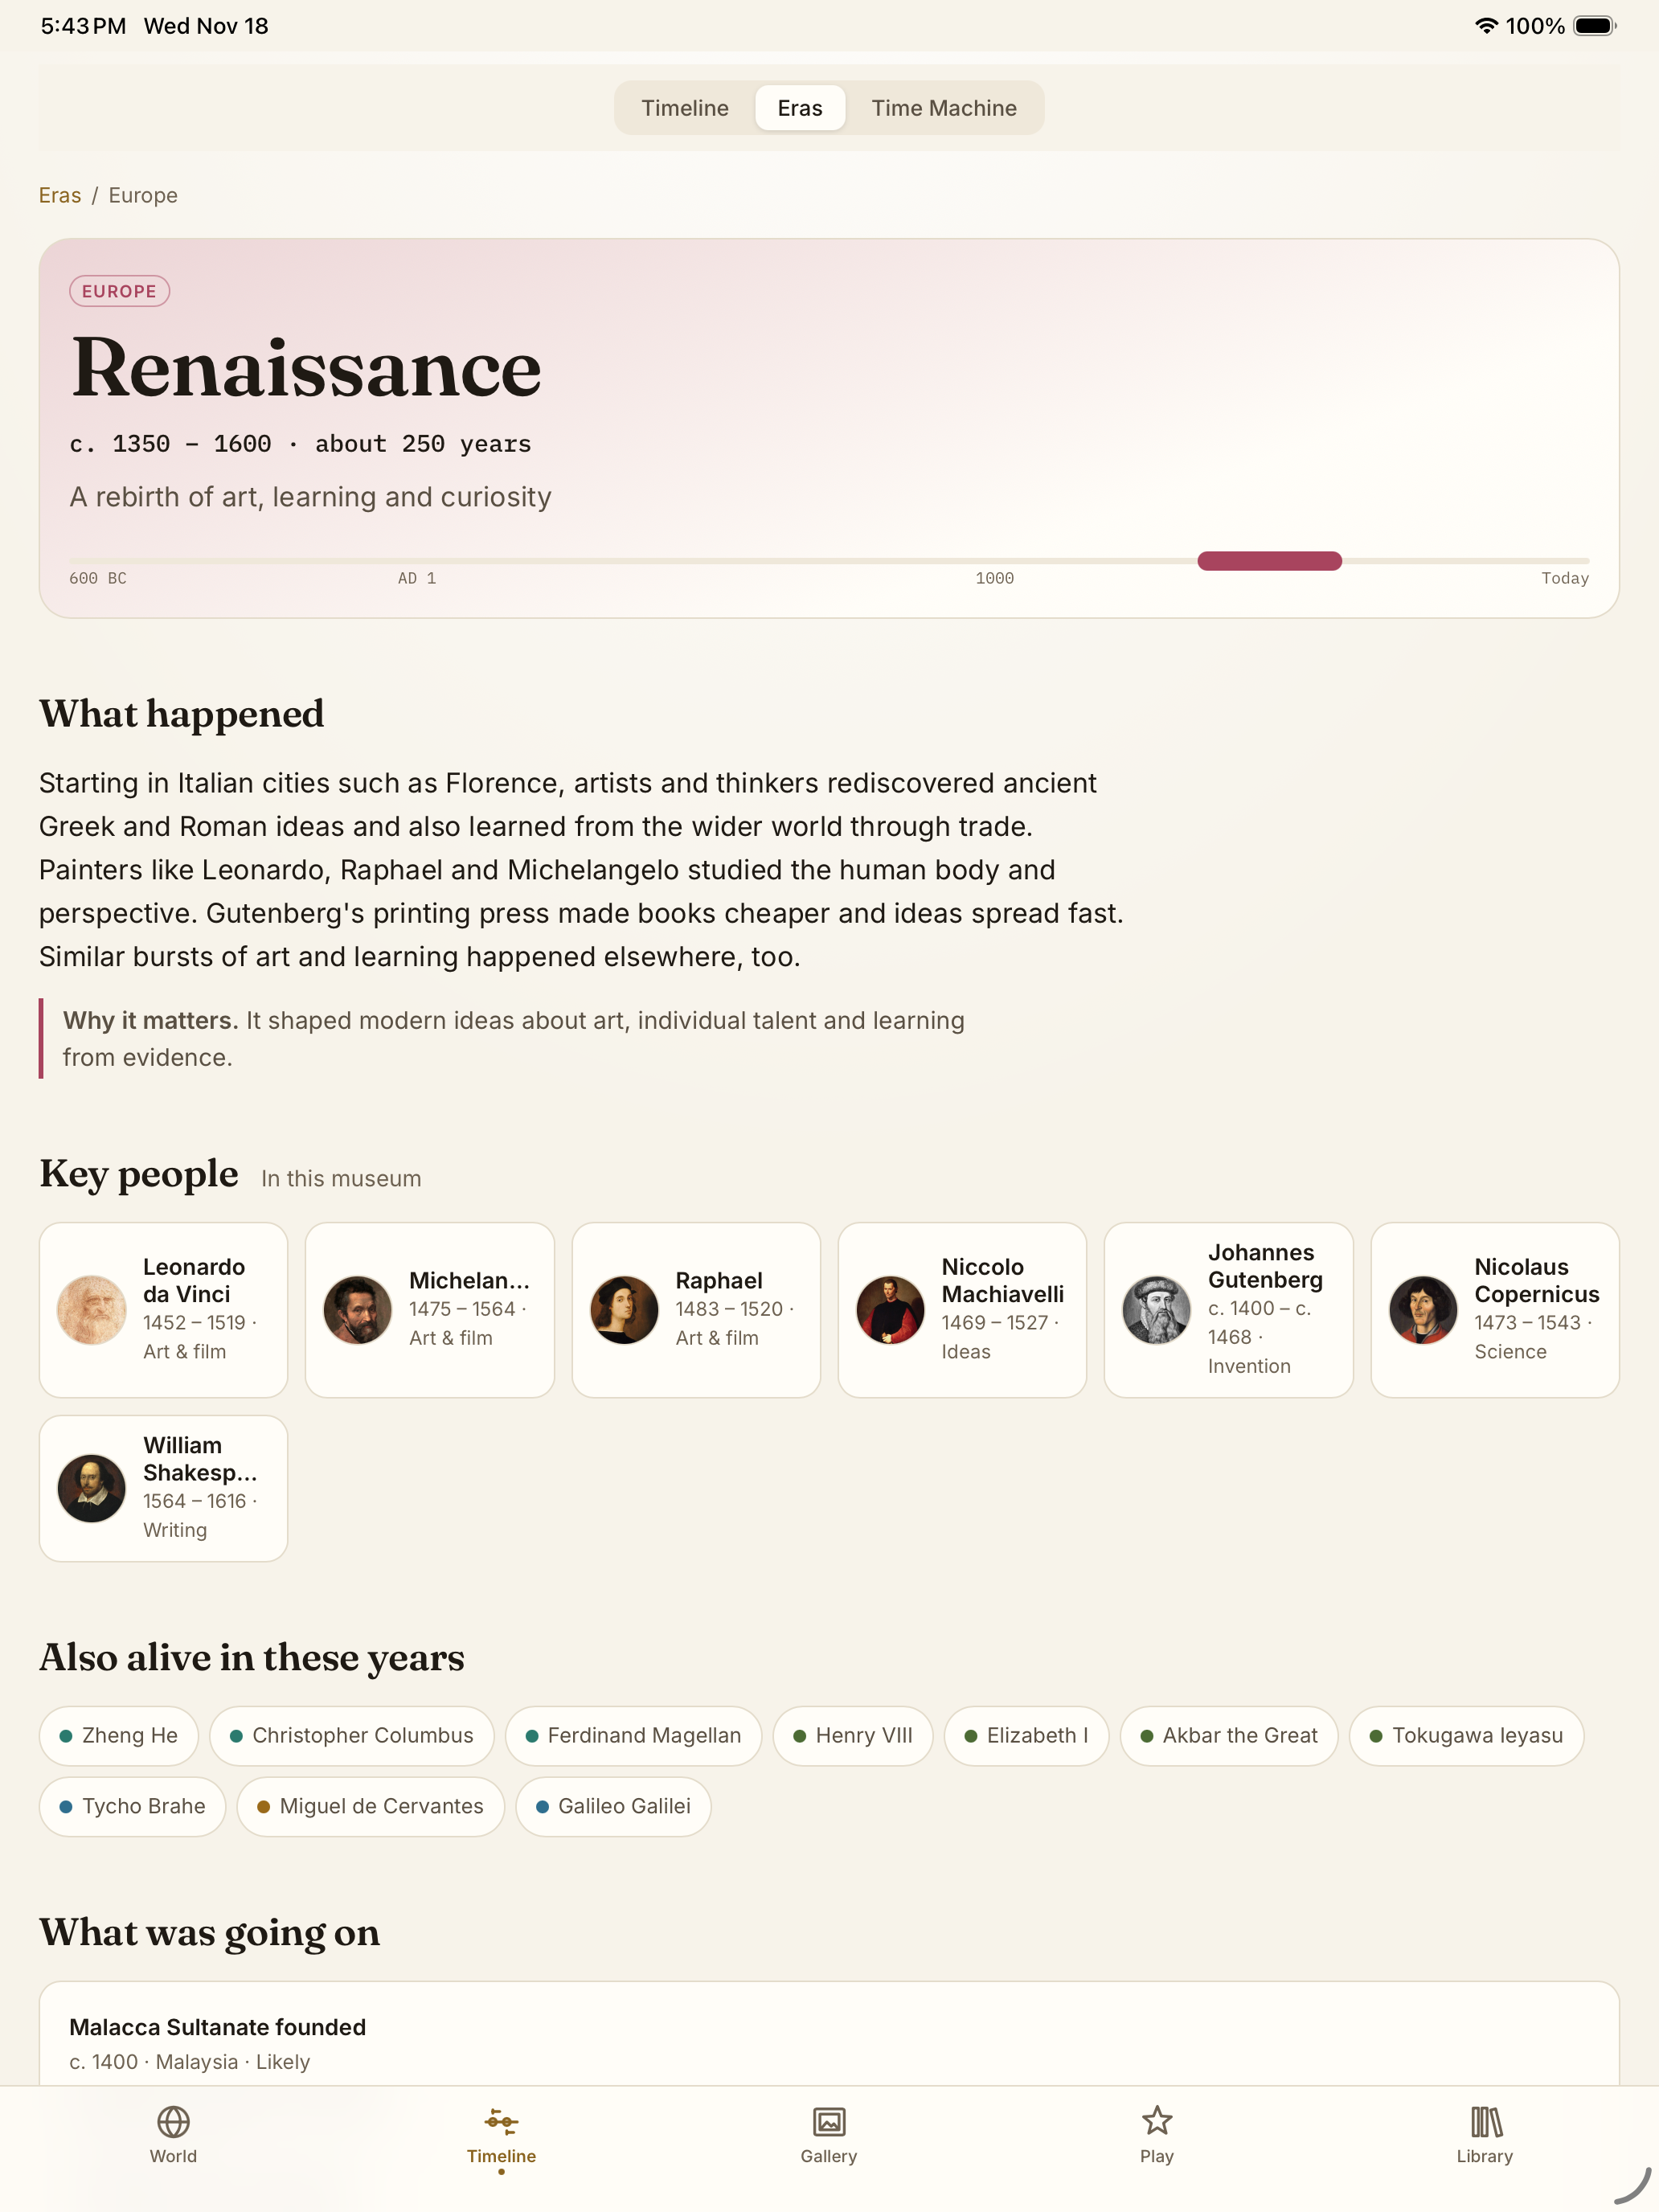 5:43 PM Wed Nov 18
100%
Timeline
Eras
Time Machine
Eras / Europe
EUROPE
Renaissance
c. 1350 – 1600 · about 250 years
A rebirth of art, learning and curiosity
600 BC
AD 1
1000
Today
What happened
Starting in Italian cities such as Florence, artists and thinkers rediscovered ancient
Greek and Roman ideas and also learned from the wider world through trade.
Painters like Leonardo, Raphael and Michelangelo studied the human body and
perspective. Gutenberg's printing press made books cheaper and ideas spread fast.
Similar bursts of art and learning happened elsewhere, too.
Why it matters. It shaped modern ideas about art, individual talent and learning
from evidence.
Key people In this museum
Leonardo
da Vinci
1452 – 1519 ·
Art & film
Michelan…
1475 – 1564 ·
Art & film
Raphael
1483 – 1520 ·
Art & film
Niccolo
Machiavelli
1469 – 1527 ·
Ideas
Johannes
Gutenberg
c. 1400 – c.
1468 ·
Invention
Nicolaus
Copernicus
1473 – 1543 ·
Science
William
Shakesp…
1564 – 1616 ·
Writing
Also alive in these years
Zheng He
Christopher Columbus
Ferdinand Magellan
Henry VIII
Elizabeth I
Akbar the Great
Tokugawa Ieyasu
Tycho Brahe
Miguel de Cervantes
Galileo Galilei
What was going on
Malacca Sultanate founded
c. 1400 · Malaysia · Likely
World
Timeline
Gallery
Play
Library